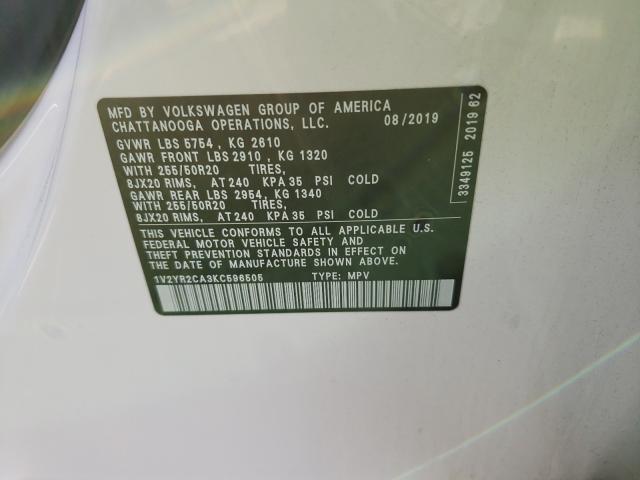 MFD BY VOLKSWAGEN GROUP OF AMERICA
CHATTANOOGA OPERATIONS, LLC. 08/2019
GVWR LBS 5754 , KG 2610
GAWR FRONT LBS 2910 , KG 1320
WITH 255/50R20 TIRES,
8JX20 RIMS, AT 240 KPA 35 PSI COLD
GAWR REAR LBS 2954 , KG 1340
WITH 255/50R20 TIRES,
8JX20 RIMS, AT 240 KPA 35 PSI COLD
THIS VEHICLE CONFORMS TO ALL APPLICABLE U.S.
FEDERAL MOTOR VEHICLE SAFETY AND
THEFT PREVENTION STANDARDS IN EFFECT ON
THE DATE OF MANUFACTURE SHOWN ABOVE.
1V2YR2CA3KC596505 TYPE: MPV
3349125 2019 62